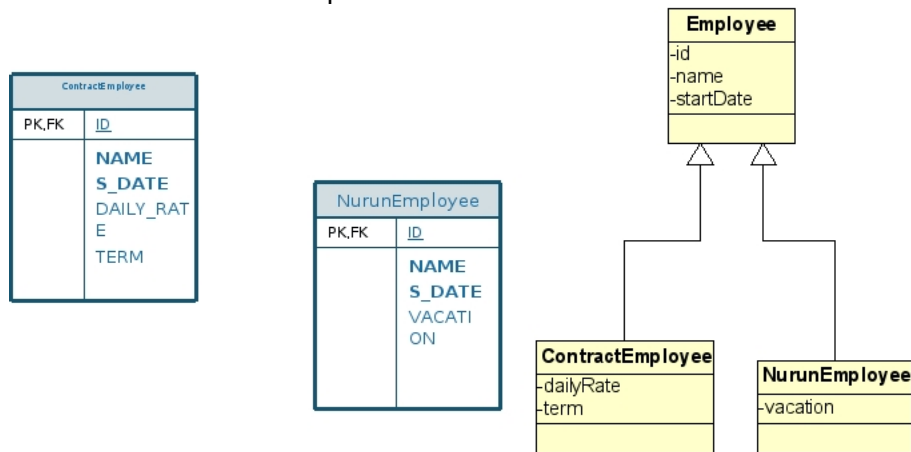 ContractEmployee
PK,FK ID
NAME
S_DATE
DAILY_RAT
E
TERM
NurunEmployee
PK,FK ID
NAME
S_DATE
VACATI
ON
Employee
-id
-name
-startDate
ContractEmployee
-dailyRate
-term
NurunEmployee
-vacation